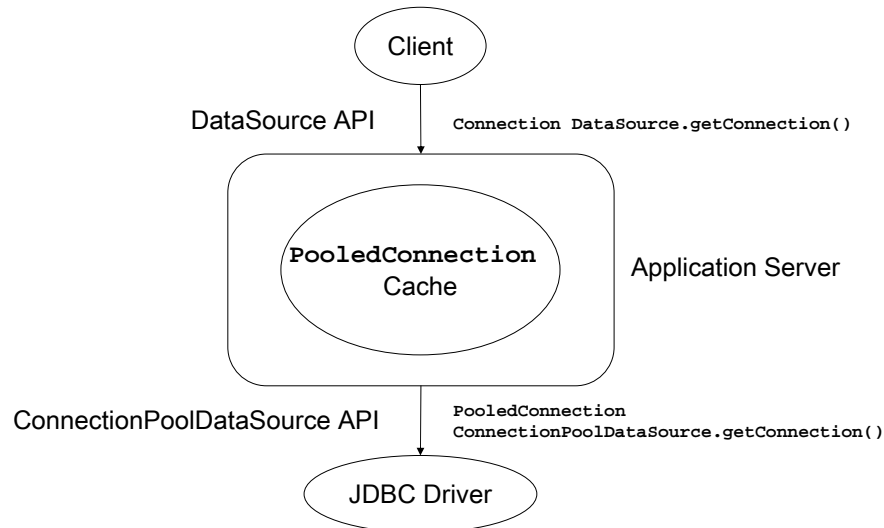 Client
DataSource API
Connection DataSource.getConnection()
PooledConnection
Cache
Application Server
ConnectionPoolDataSource API
PooledConnection
ConnectionPoolDataSource.getConnection()
JDBC Driver